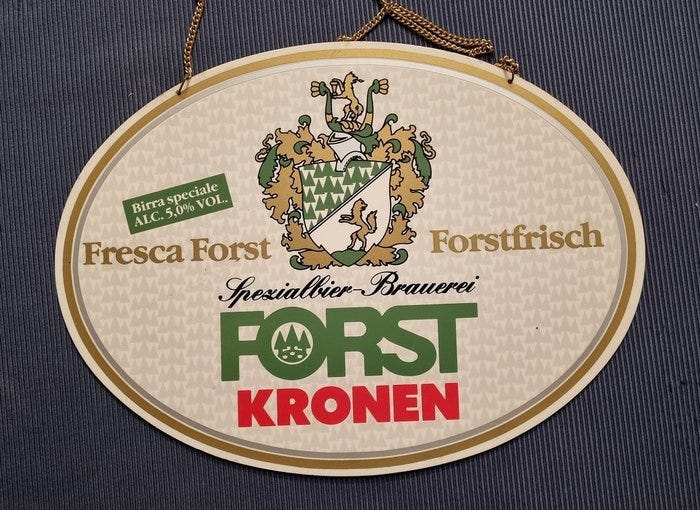 Birra speciale
ALC. 5,0% VOL.
Fresca Forst
Forstfrisch
Spezialbier-Brauerei
FORST
KRONEN